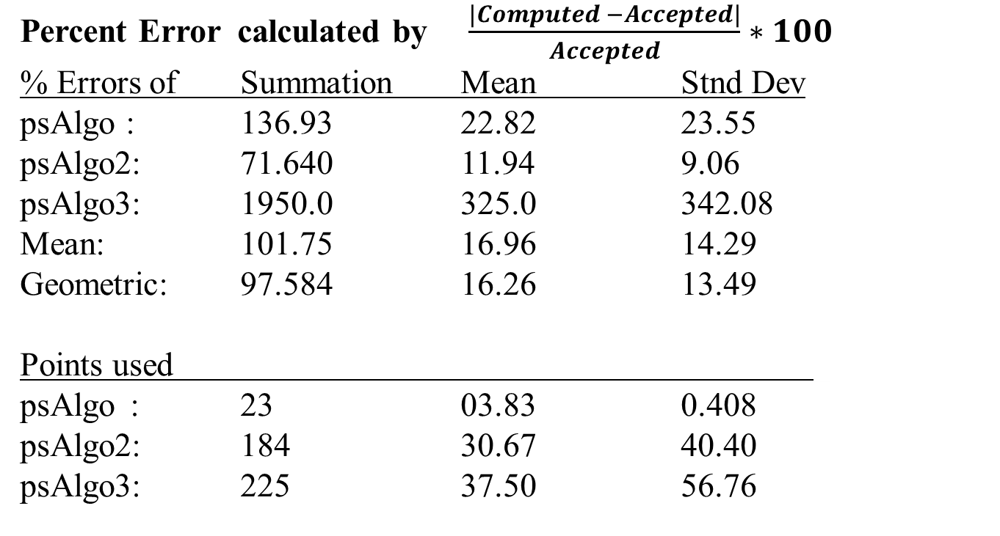 Percent Error calculated by |Computed −Accepted| / Accepted * 100
% Errors of Summation Mean Stnd Dev
psAlgo : 136.93 22.82 23.55
psAlgo2: 71.640 11.94 9.06
psAlgo3: 1950.0 325.0 342.08
Mean: 101.75 16.96 14.29
Geometric: 97.584 16.26 13.49
Points used
psAlgo : 23 03.83 0.408
psAlgo2: 184 30.67 40.40
psAlgo3: 225 37.50 56.76